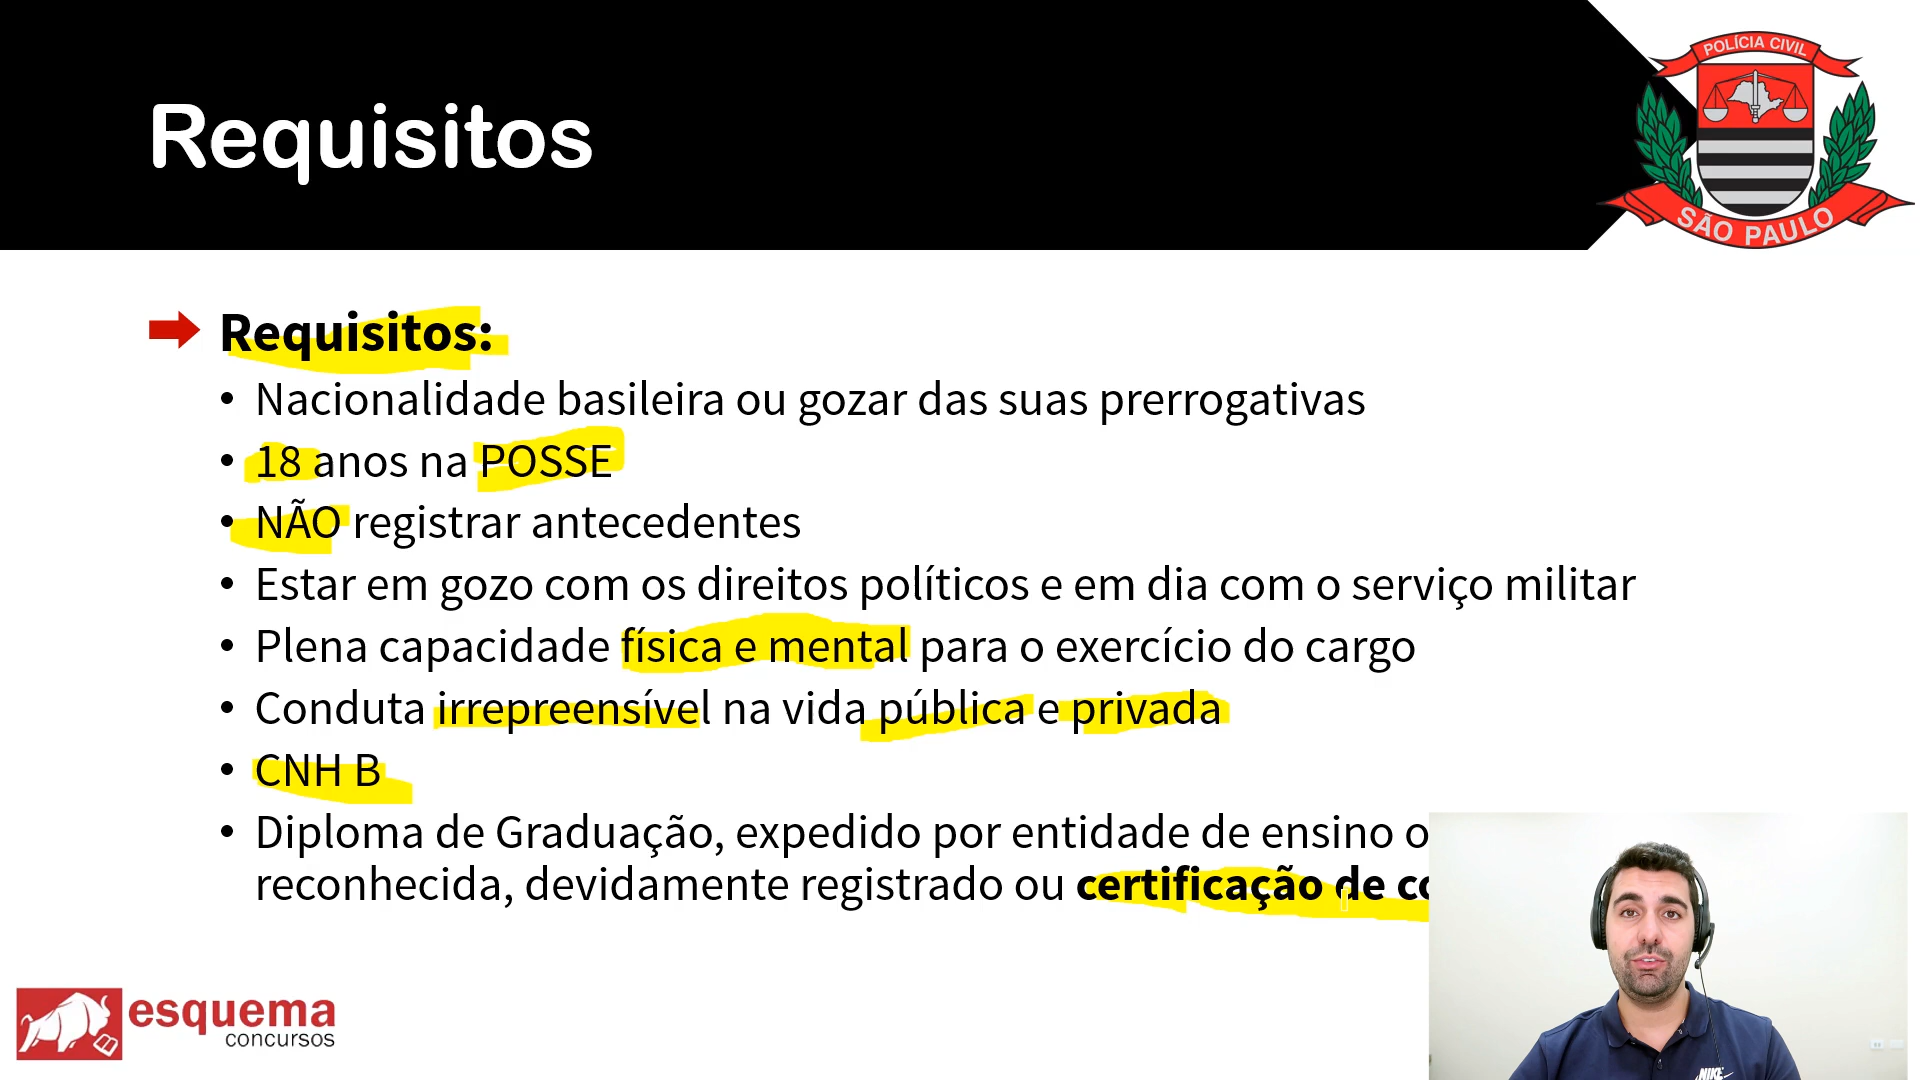 Requisitos
POLÍCIA CIVIL
SÃO PAULO
Requisitos:
• Nacionalidade basileira ou gozar das suas prerrogativas
• 18 anos na POSSE
• NÃO registrar antecedentes
• Estar em gozo com os direitos políticos e em dia com o serviço militar
• Plena capacidade física e mental para o exercício do cargo
• Conduta irrepreensível na vida pública e privada
• CNH B
• Diploma de Graduação, expedido por entidade de ensino
reconhecida, devidamente registrado ou certificação de
esquema
concursos
NIKE